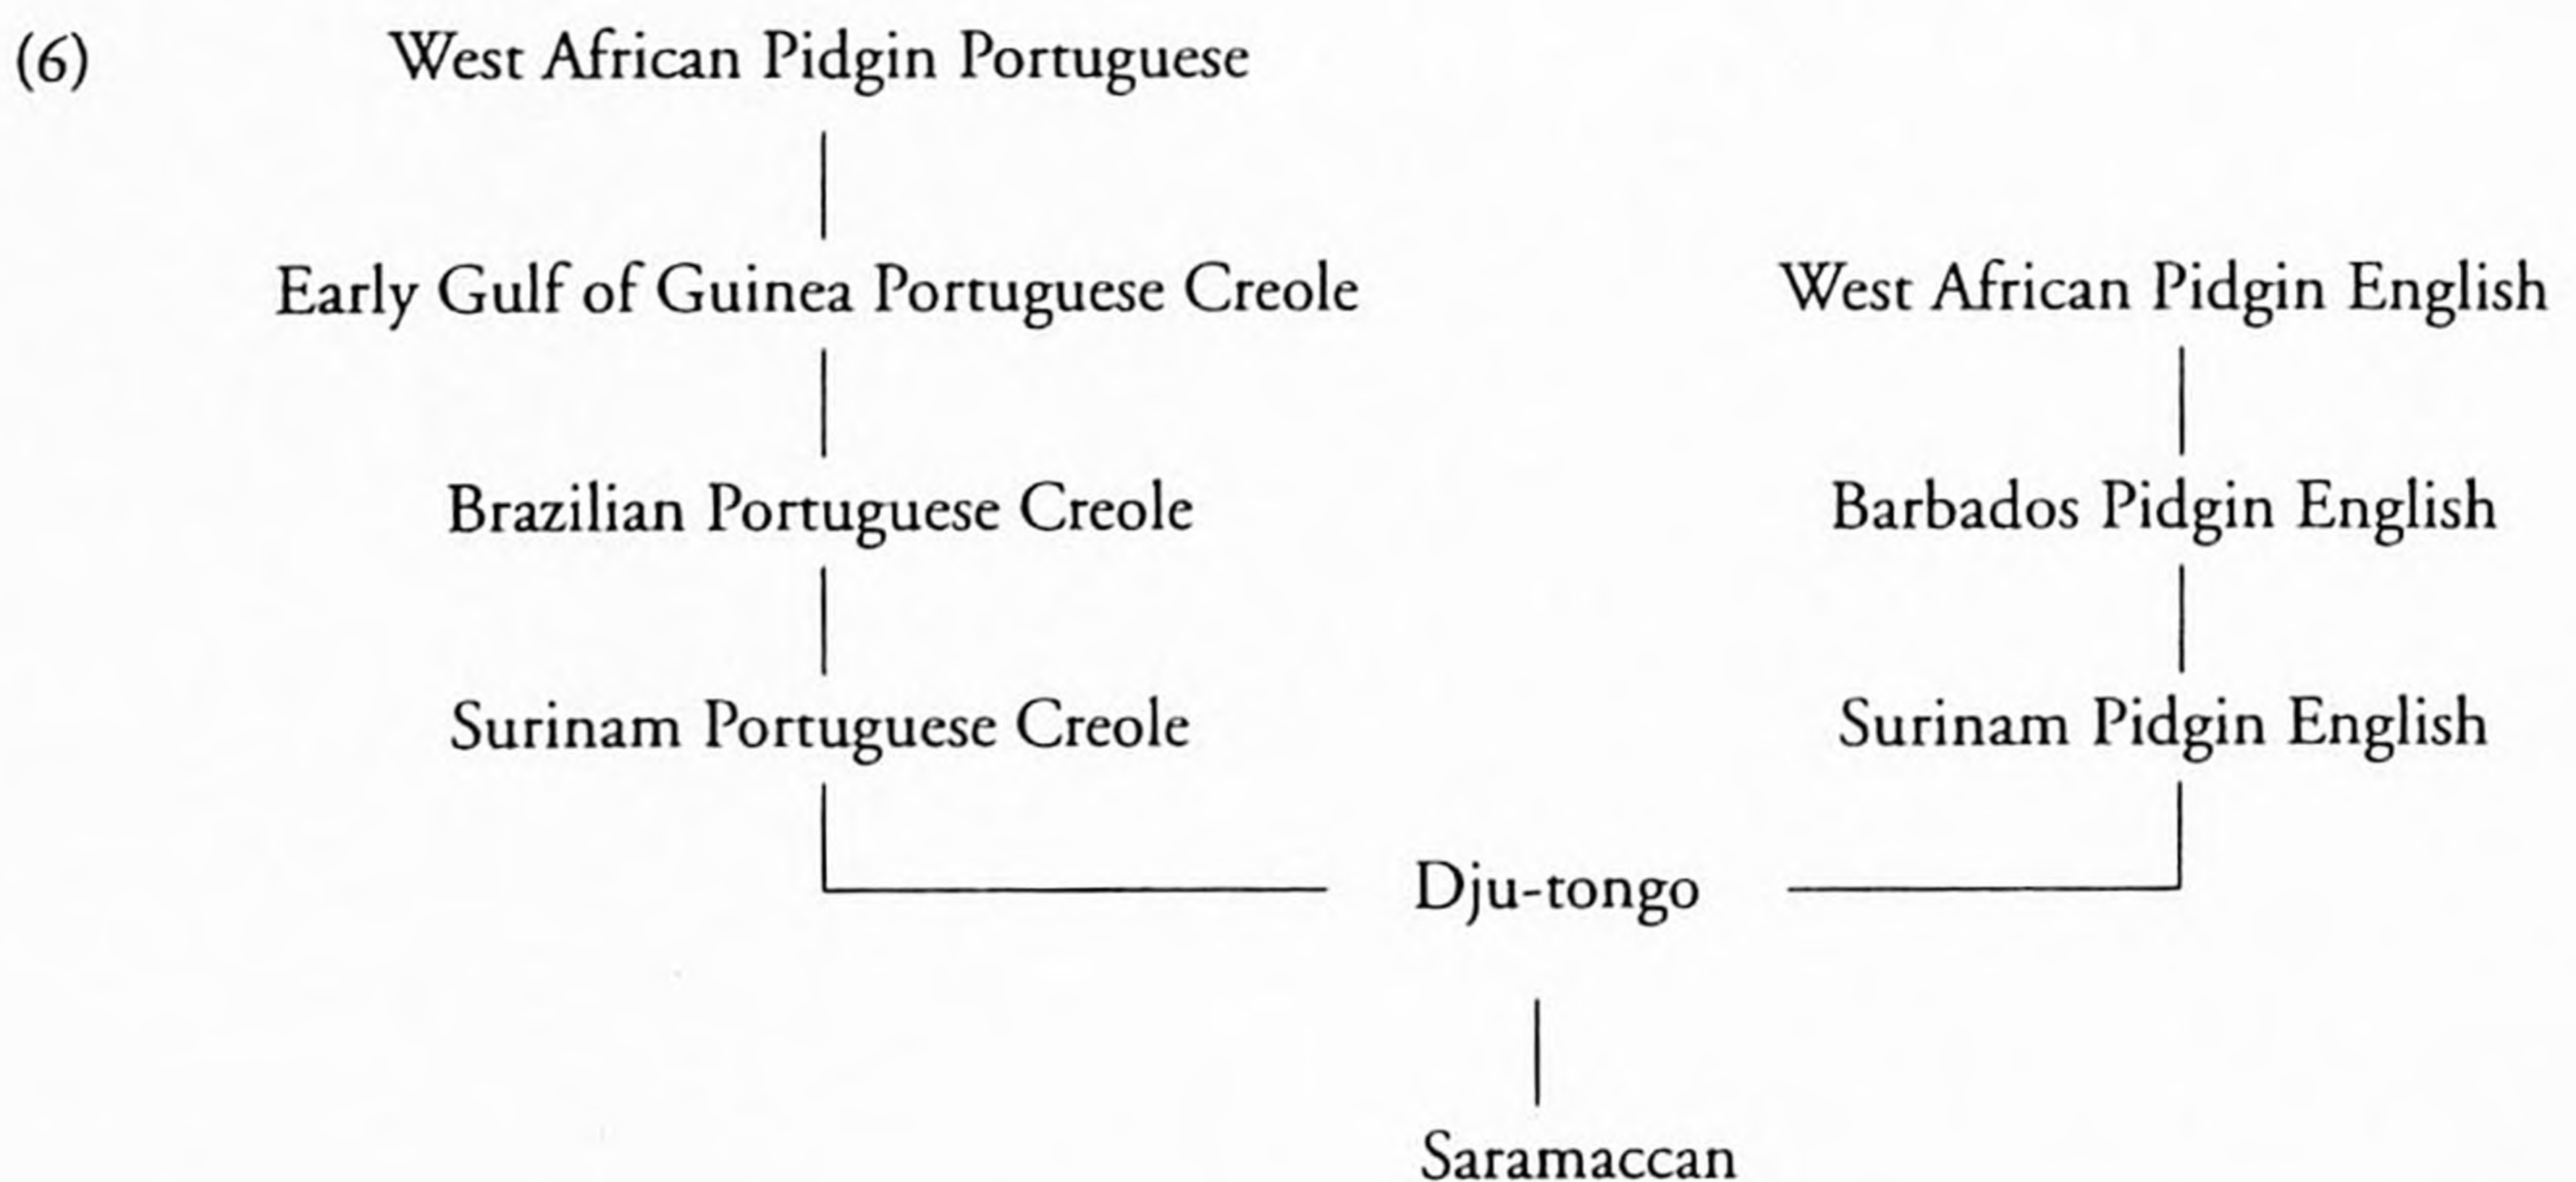 (6) West African Pidgin Portuguese
Early Gulf of Guinea Portuguese Creole West African Pidgin English
Brazilian Portuguese Creole Barbados Pidgin English
Surinam Portuguese Creole Surinam Pidgin English
Dju-tongo
Saramaccan